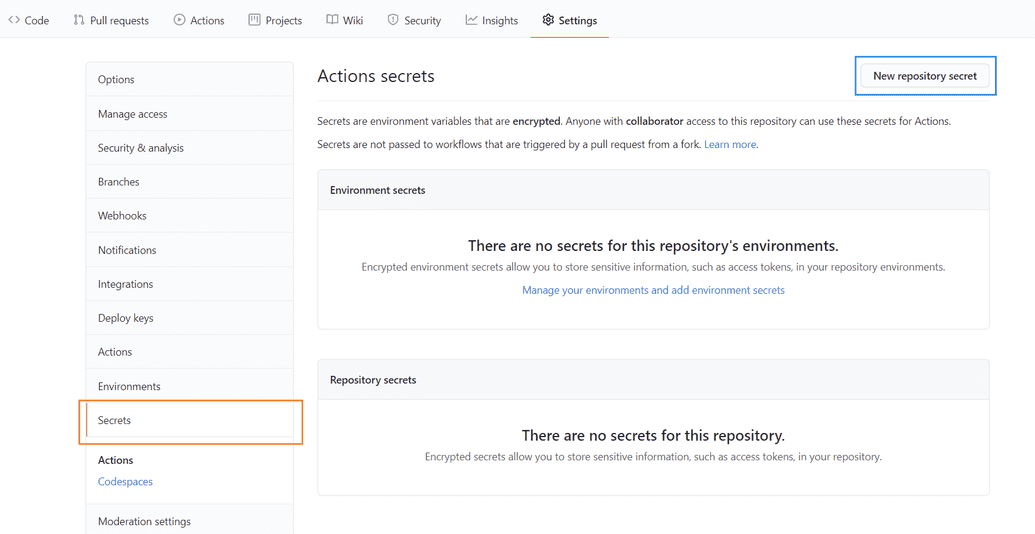 Code
Pull requests
Actions
Projects
Wiki
Security
Insights
Settings
Options
Manage access
Security & analysis
Branches
Webhooks
Notifications
Integrations
Deploy keys
Actions
Environments
Secrets
Actions
Codespaces
Moderation settings
Actions secrets
New repository secret
Secrets are environment variables that are encrypted. Anyone with collaborator access to this repository can use these secrets for Actions.
Secrets are not passed to workflows that are triggered by a pull request from a fork. Learn more.
Environment secrets
There are no secrets for this repository's environments.
Encrypted environment secrets allow you to store sensitive information, such as access tokens, in your repository environments.
Manage your environments and add environment secrets
Repository secrets
There are no secrets for this repository.
Encrypted secrets allow you to store sensitive information, such as access tokens, in your repository.